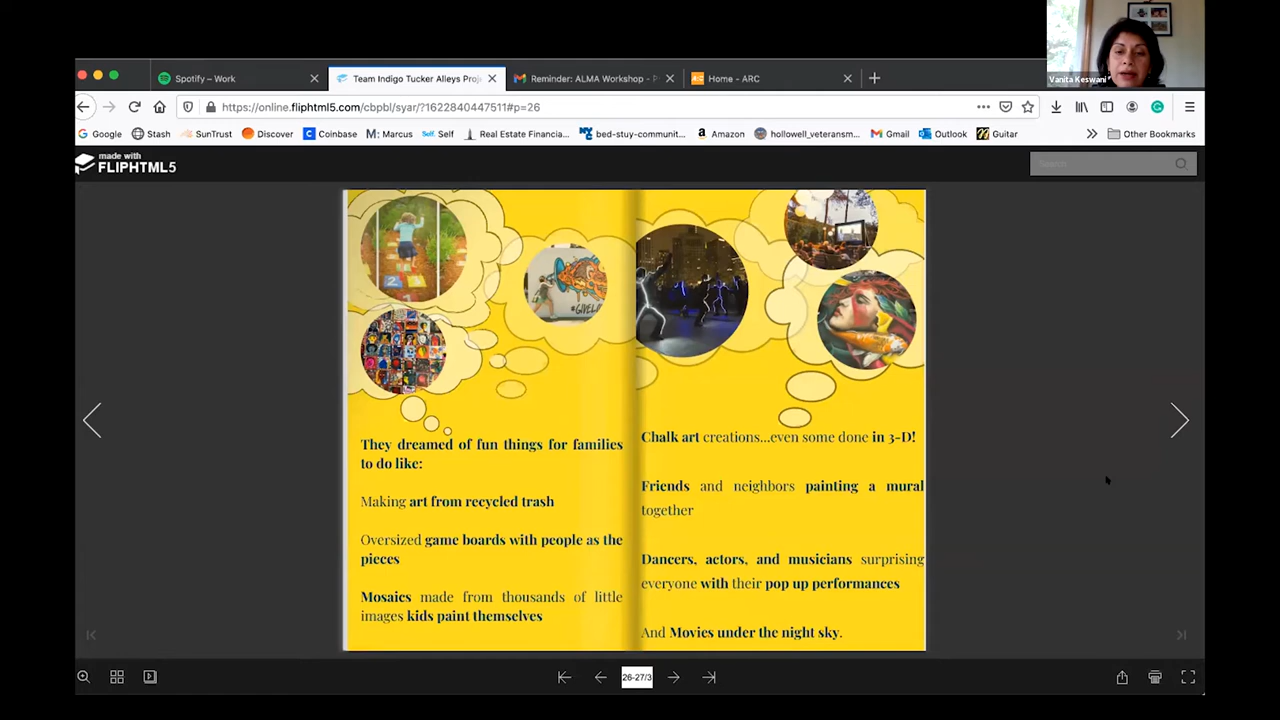 Vanita Keswani
Spotify – Work
Team Indigo Tucker Alleys Proj
Reminder: ALMA Workshop - P
Home - ARC
https://online.fliphtml5.com/cbpbl/syar/?1622840447511#p=26
Google
Stash
SunTrust
Discover
Coinbase
Marcus
Self
Real Estate Financia...
bed-stuy-communit...
Amazon
hollowell_veteransm...
Gmail
Outlook
Guitar
Other Bookmarks
made with
FLIPHTML5
Search
#GIVELO
They dreamed of fun things for families
to do like:
Making art from recycled trash
Oversized game boards with people as the
pieces
Mosaics made from thousands of little
images kids paint themselves
Chalk art creations...even some done in 3-D!
Friends and neighbors painting a mural
together
Dancers, actors, and musicians surprising
everyone with their pop up performances
And Movies under the night sky.
26-27/3